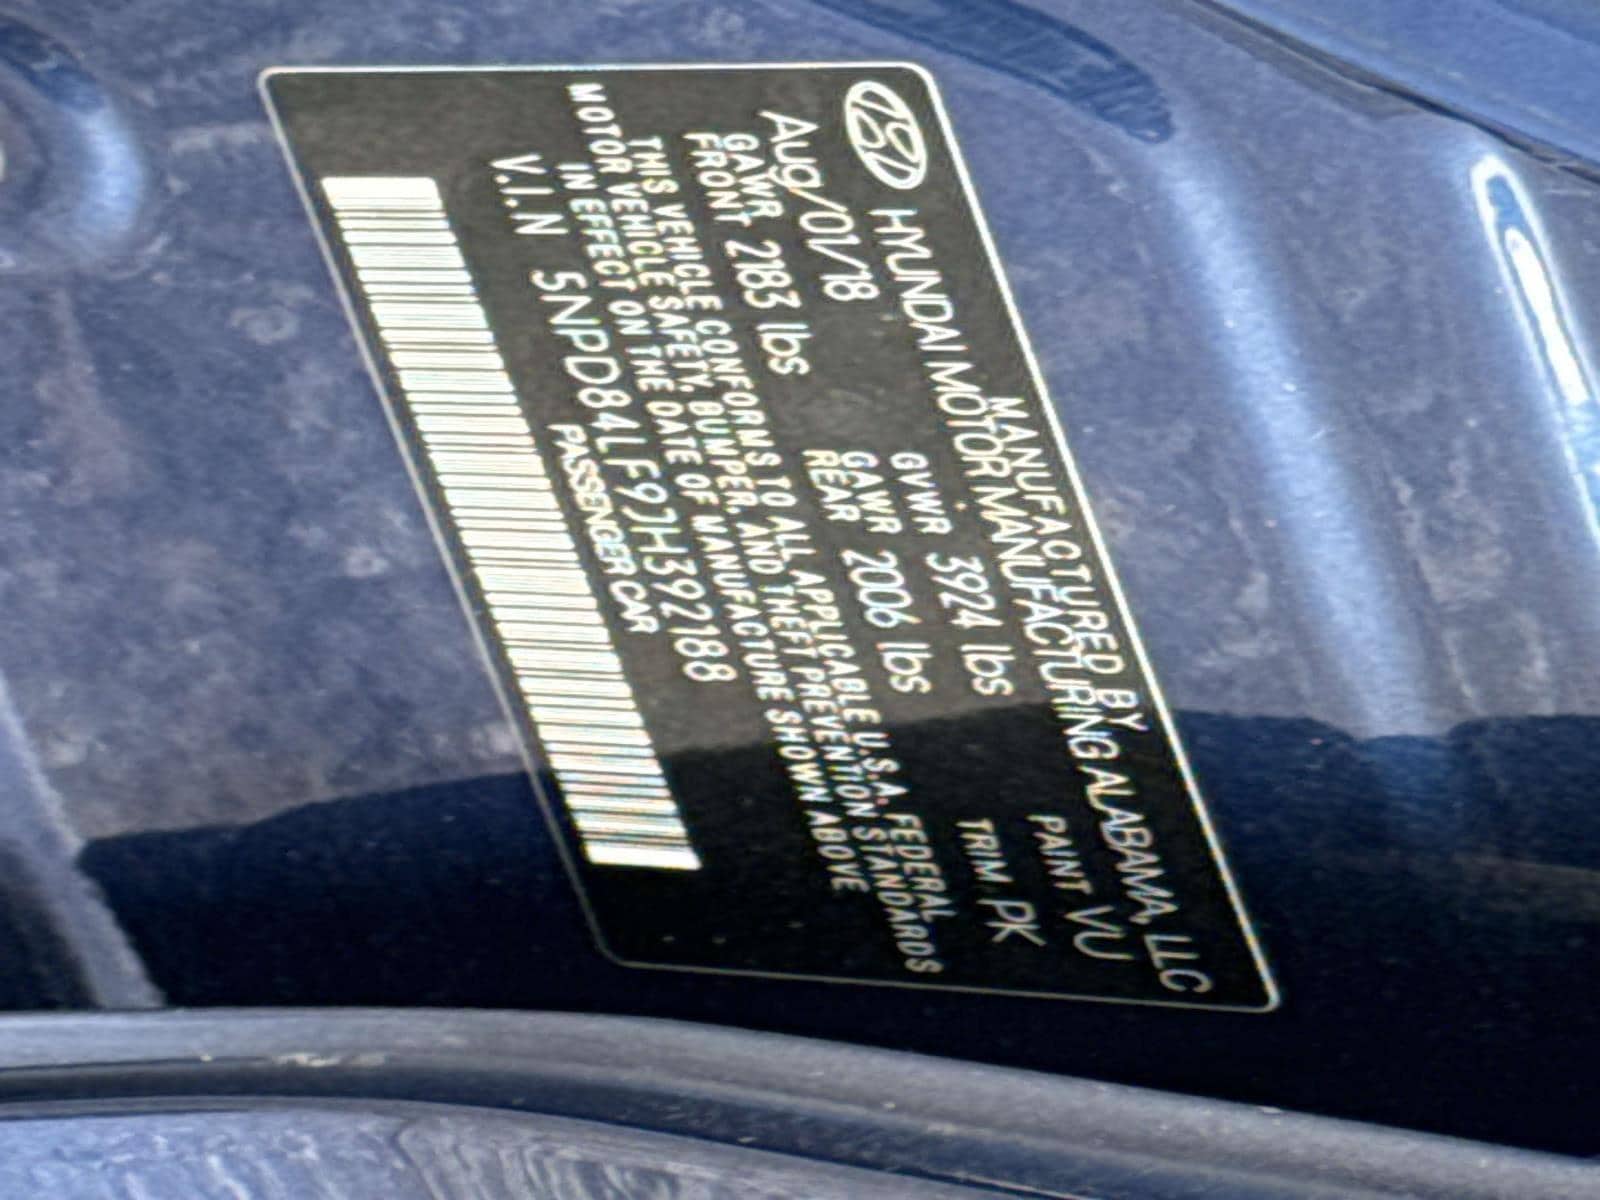 MANUFACTURED BY
HYUNDAI MOTOR MANUFACTURING ALABAMA, LLC
Aug/01/18 GVWR 3924 lbs PAINT VU
GAWR FRONT 2183 lbs GAWR REAR 2006 lbs TRIM PK
THIS VEHICLE CONFORMS TO ALL APPLICABLE U.S.A. FEDERAL
MOTOR VEHICLE SAFETY, BUMPER, AND THEFT PREVENTION STANDARDS
IN EFFECT ON THE DATE OF MANUFACTURE SHOWN ABOVE
V.I.N 5NPD84LF9JH392188
PASSENGER CAR